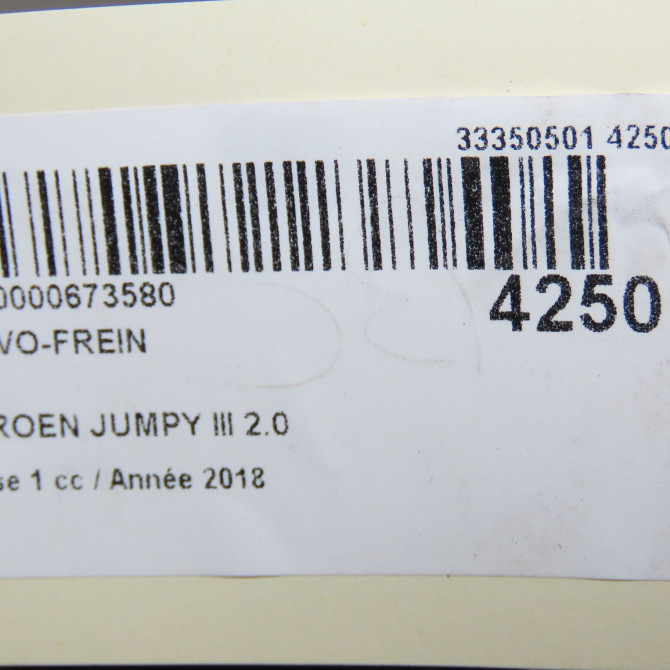 33350501 4250
0000673580
4250
VO-FREIN
ROEN JUMPY III 2.0
se 1 cc / Année 2018